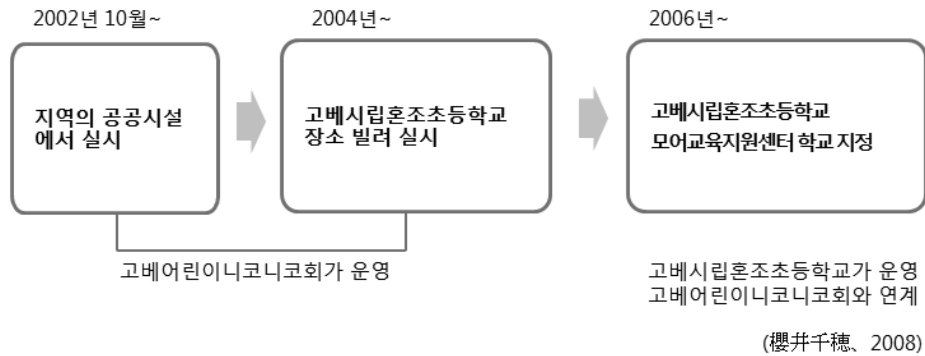 2002년 10월~
2004년~
2006년~
지역의 공공시설
에서 실시
고베시립혼조초등학교
장소 빌려 실시
고베시립혼조초등학교
모어교육지원센터 학교 지정
고베어린이니코니코회가 운영
고베시립혼조초등학교가 운영
고베어린이니코니코회와 연계
(櫻井千穂、2008)